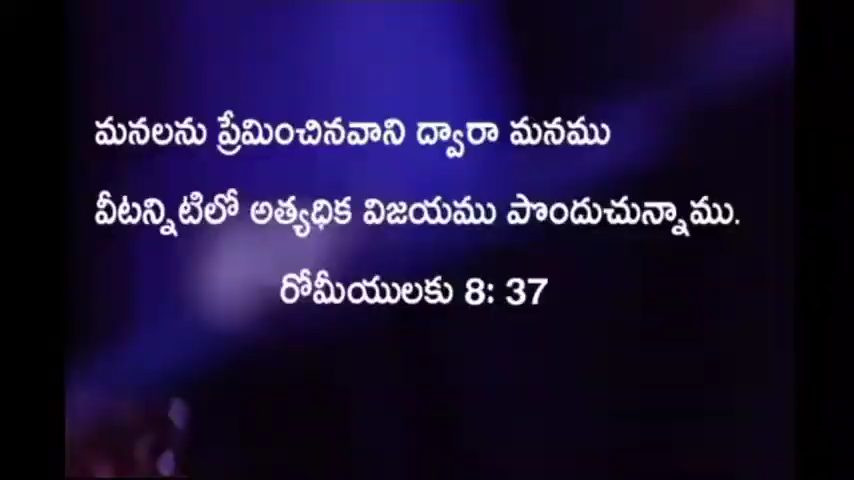 మనలను ప్రేమించినవాని ద్వారా మనము
వీటన్నిటిలో అత్యధిక విజయము పొందుచున్నాము.
రోమీయులకు 8: 37